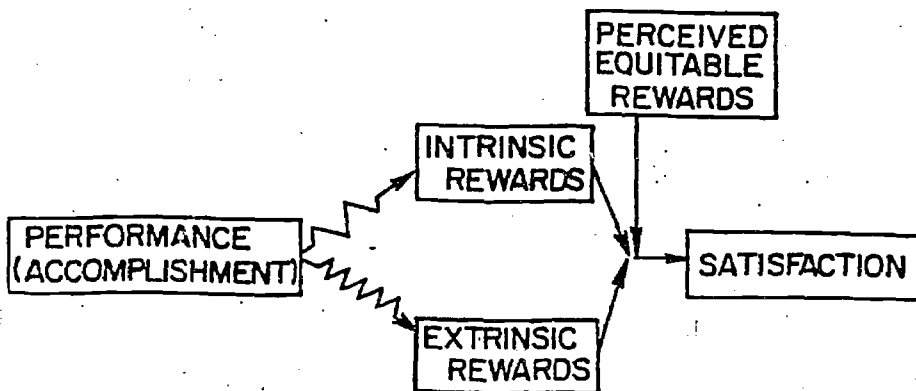 PERCEIVED
EQUITABLE
REWARDS
INTRINSIC
REWARDS
PERFORMANCE
(ACCOMPLISHMENT)
SATISFACTION
EXTRINSIC
REWARDS